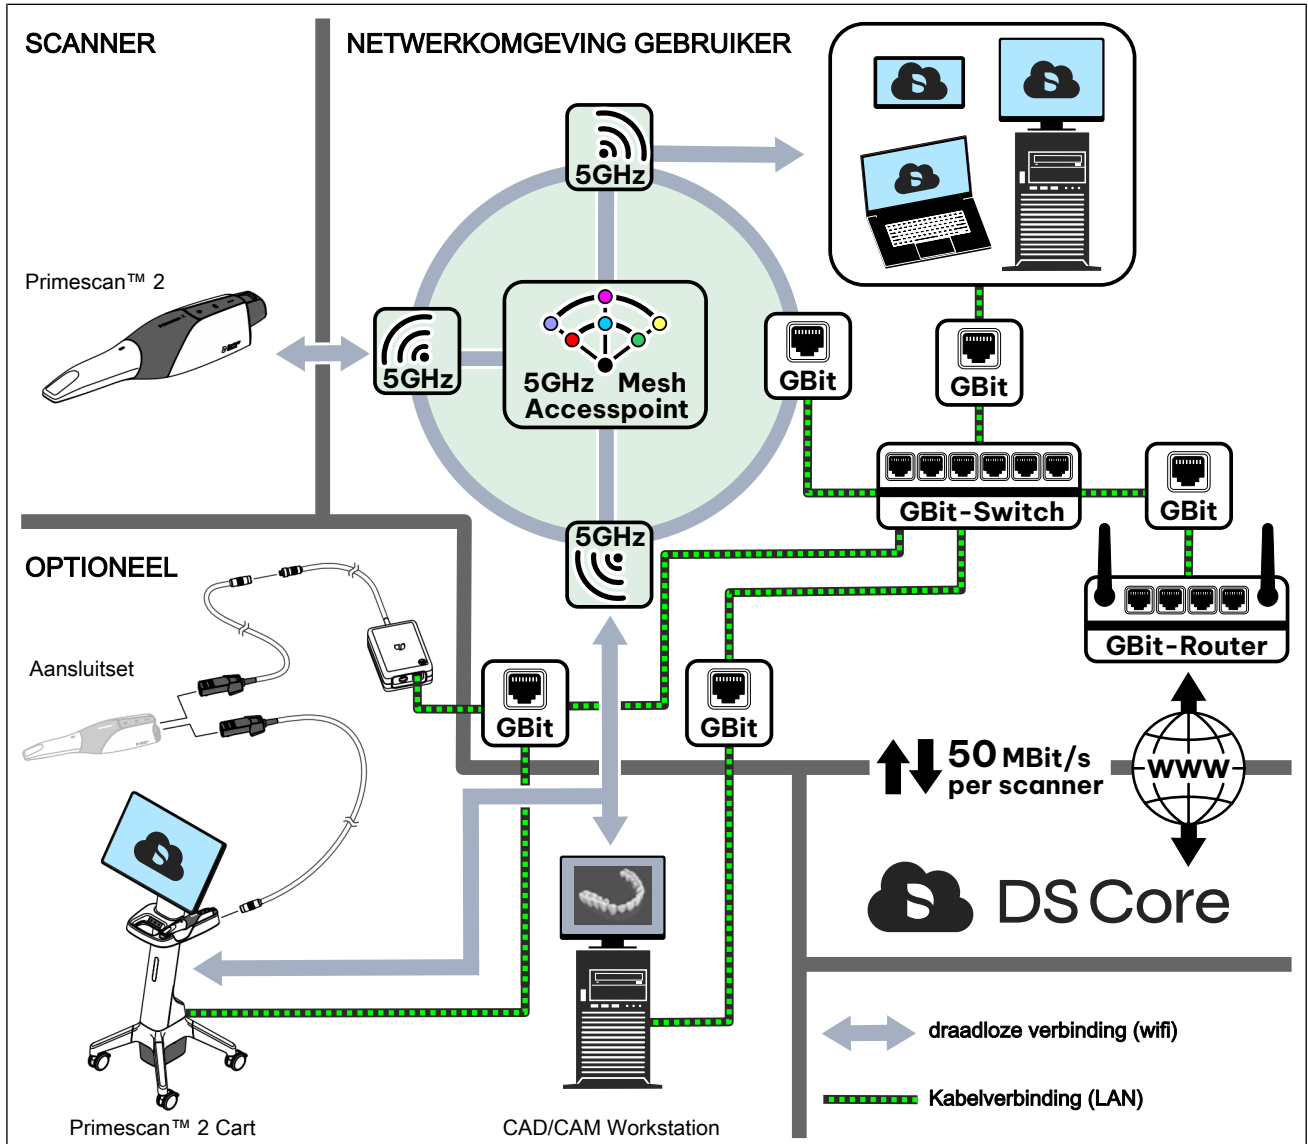 SCANNER
NETWERKOMGEVING GEBRUIKER
5GHz
Primescan™ 2
5GHz
5GHz Mesh
Accesspoint
GBit
GBit
GBit-Switch
GBit
5GHz
OPTIONEEL
GBit-Router
Aansluitset
GBit
GBit
50 MBit/s
per scanner
WWW
DS Core
draadloze verbinding (wifi)
Kabelverbinding (LAN)
Primescan™ 2 Cart
CAD/CAM Workstation